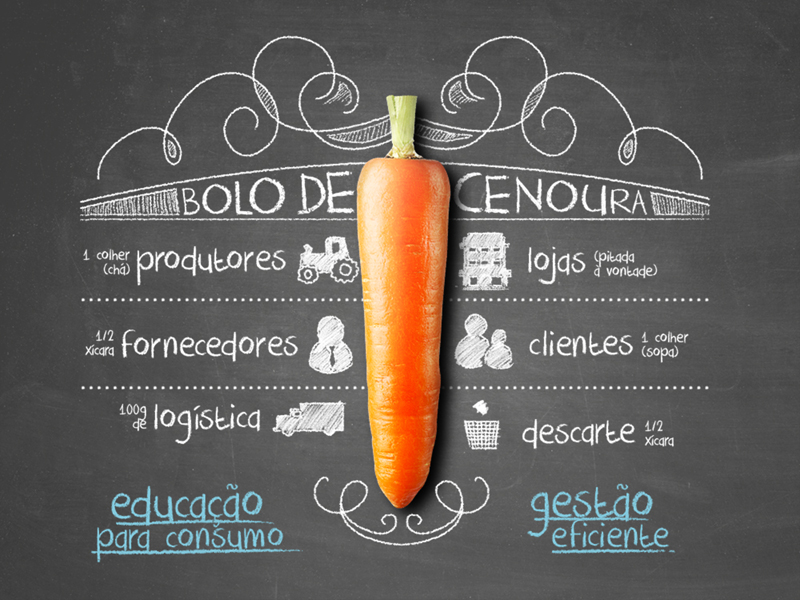 BOLO DE CENOURA
1 colher
(chá)
produtores
lojas
(pitada
à vontade)
1/2
xícara
fornecedores
clientes
1 colher
(sopa)
100g
de
logística
descarte
1/2
xícara
educação
para consumo
gestão
eficiente